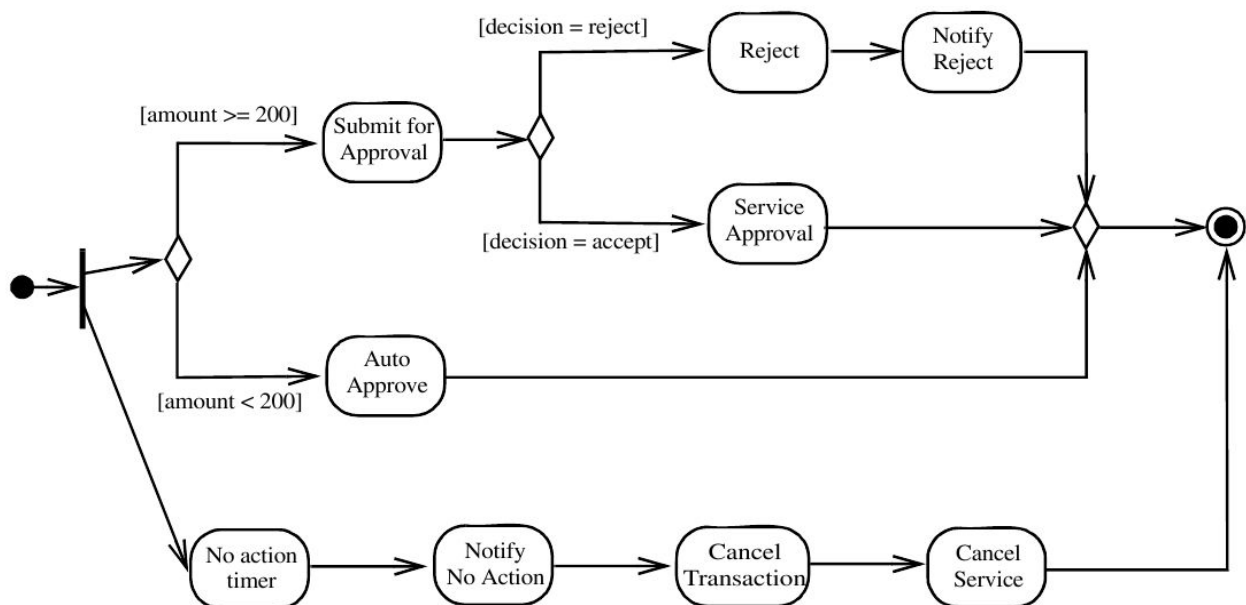 [decision = reject]
Reject
Notify
Reject
[amount >= 200]
Submit for
Approval
[decision = accept]
Service
Approval
Auto
Approve
[amount < 200]
No action
timer
Notify
No Action
Cancel
Transaction
Cancel
Service